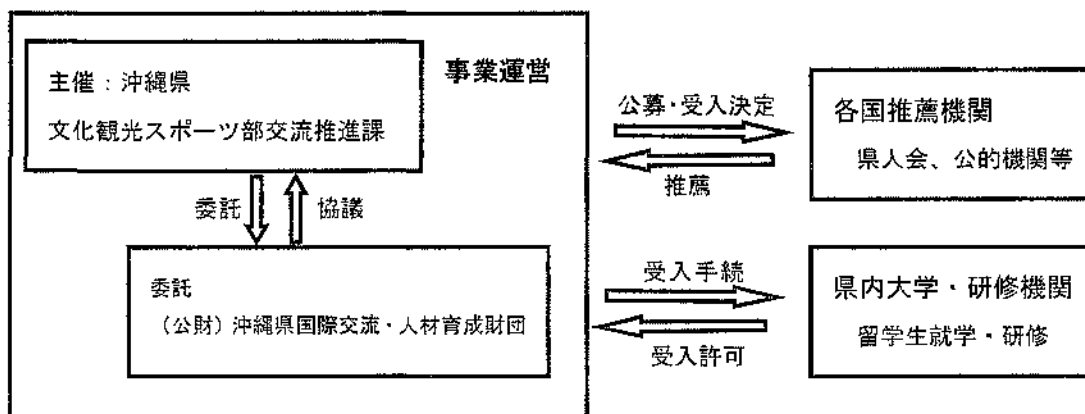 事業運営
主催：沖縄県
文化観光スポーツ部交流推進課
委託
協議
委託
（公財）沖縄県国際交流・人材育成財団
公募・受入決定
推薦
各国推薦機関
県人会、公的機関等
受入手続
受入許可
県内大学・研修機関
留学生就学・研修